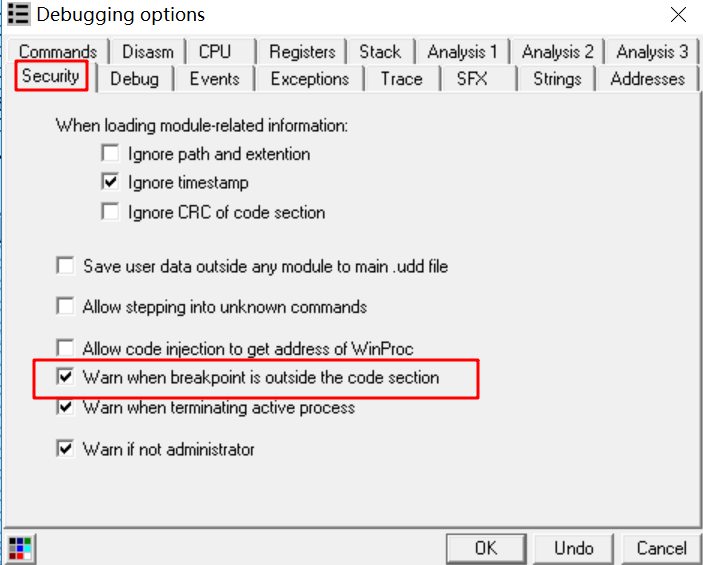 Debugging options
Commands Disasm CPU Registers Stack Analysis 1 Analysis 2 Analysis 3
Security Debug Events Exceptions Trace SFX Strings Addresses
When loading module-related information:
Ignore path and extention
Ignore timestamp
Ignore CRC of code section
Save user data outside any module to main .udd file
Allow stepping into unknown commands
Allow code injection to get address of WinProc
Warn when breakpoint is outside the code section
Warn when terminating active process
Warn if not administrator
OK Undo Cancel